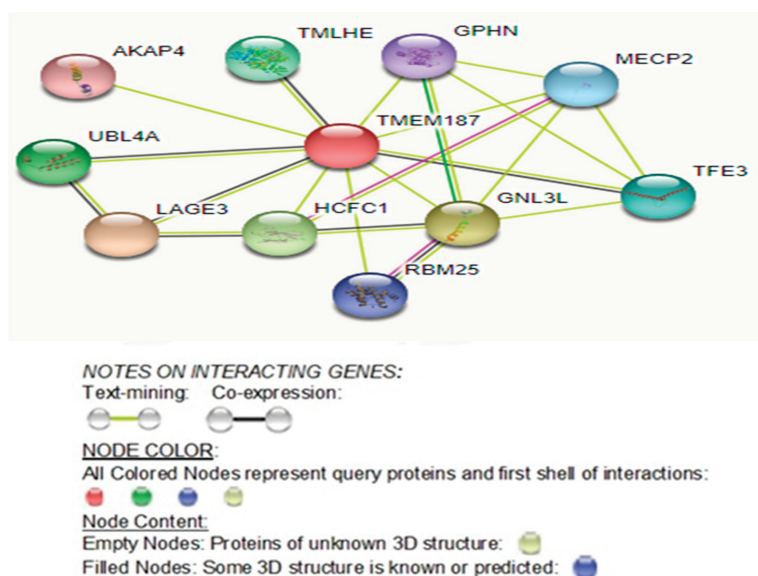 AKAP4
TMLHE
GPHN
MECP2
TMEM187
UBL4A
TFE3
GNL3L
LAGE3
HCFC1
RBM25
NOTES ON INTERACTING GENES:
Text-mining: Co-expression:
NODE COLOR:
All Colored Nodes represent query proteins and first shell of interactions:
Node Content:
Empty Nodes: Proteins of unknown 3D structure:
Filled Nodes: Some 3D structure is known or predicted: